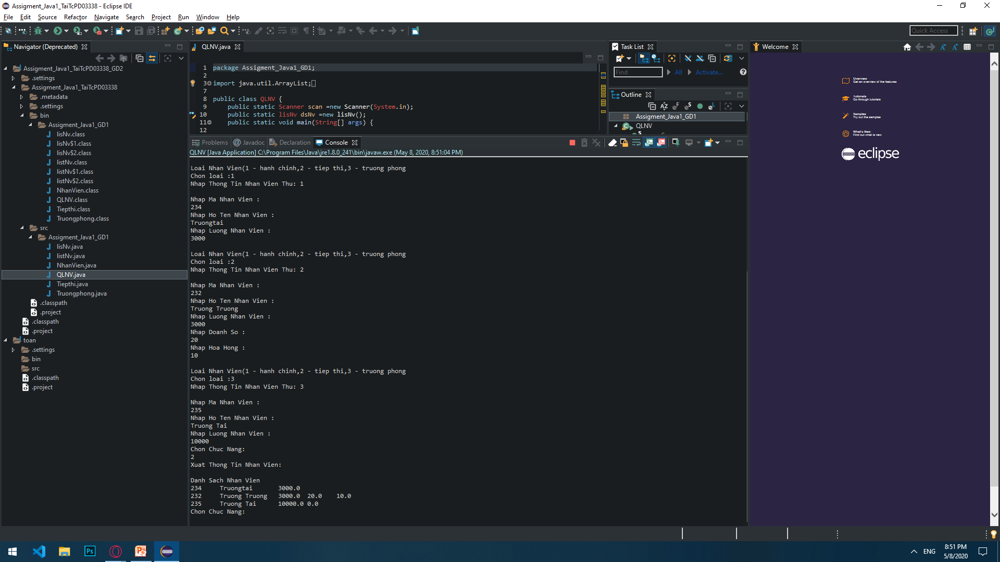 Assigment_Java1_TaiTcPD03338 - Eclipse IDE
File Edit Source Refactor Navigate Search Project Run Window Help
Quick Access
Navigator (Deprecated)
Assigment_Java1_TaiTcPD03338_GD2
.settings
Assigment_Java1_TaiTcPD03338
.metadata
.settings
bin
Assigment_Java1_GD1
lisNv.class
lisNv$1.class
lisNv$2.class
listNv.class
listNv$1.class
listNv$2.class
NhanVien.class
QLNV.class
Tiepthi.class
Truongphong.class
src
Assigment_Java1_GD1
lisNv.java
listNv.java
NhanVien.java
QLNV.java
Tiepthi.java
Truongphong.java
.classpath
.project
.classpath
.project
toan
.settings
bin
src
.classpath
.project
QLNV.java
1 package Assigment_Java1_GD1;
2
3 import java.util.ArrayList;
7
8 public class QLNV {
9 public static Scanner scan =new Scanner(System.in);
10 public static lisNv dsNv =new lisNv();
11 public static void main(String[] args) {
12
Problems @ Javadoc Declaration Console
QLNV [Java Application] C:\Program Files\Java\jre1.8.0_241\bin\javaw.exe (May 8, 2020, 8:51:04 PM)
Loai Nhan Vien(1 - hanh chinh,2 - tiep thi,3 - truong phong
Chon loai :1
Nhap Thong Tin Nhan Vien Thu: 1
Nhap Ma Nhan Vien :
234
Nhap Ho Ten Nhan Vien :
Truongtai
Nhap Luong Nhan Vien :
3000
Loai Nhan Vien(1 - hanh chinh,2 - tiep thi,3 - truong phong
Chon loai :2
Nhap Thong Tin Nhan Vien Thu: 2
Nhap Ma Nhan Vien :
232
Nhap Ho Ten Nhan Vien :
Truong Truong
Nhap Luong Nhan Vien :
3000
Nhap Doanh So :
20
Nhap Hoa Hong :
10
Loai Nhan Vien(1 - hanh chinh,2 - tiep thi,3 - truong phong
Chon loai :3
Nhap Thong Tin Nhan Vien Thu: 3
Nhap Ma Nhan Vien :
235
Nhap Ho Ten Nhan Vien :
Truong Tai
Nhap Luong Nhan Vien :
10000
Chon Chuc Nang:
2
Xuat Thong Tin Nhan Vien:
Danh Sach Nhan Vien
234 Truongtai 3000.0
232 Truong Truong 3000.0 20.0 10.0
235 Truong Tai 10000.0 0.0
Chon Chuc Nang:
Task List
Find All Activate...
Outline
Assigment_Java1_GD1
QLNV
Welcome
Overview
Get an overview of the features
Tutorials
Go through tutorials
Samples
Try out the samples
What's New
Find out what is new
eclipse
Ps
ENG
8:51 PM
5/8/2020